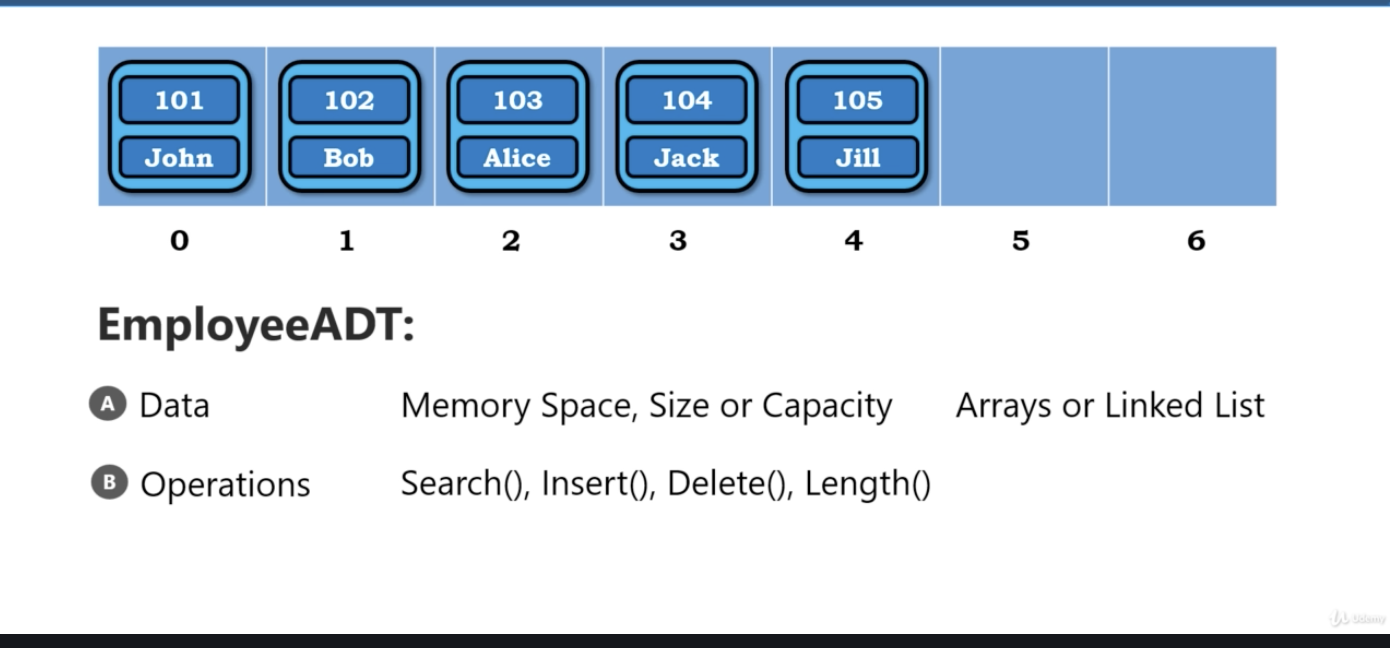 101 102 103 104 105
John Bob Alice Jack Jill
0 1 2 3 4 5 6
EmployeeADT:
A Data Memory Space, Size or Capacity Arrays or Linked List
B Operations Search(), Insert(), Delete(), Length()
Udemy